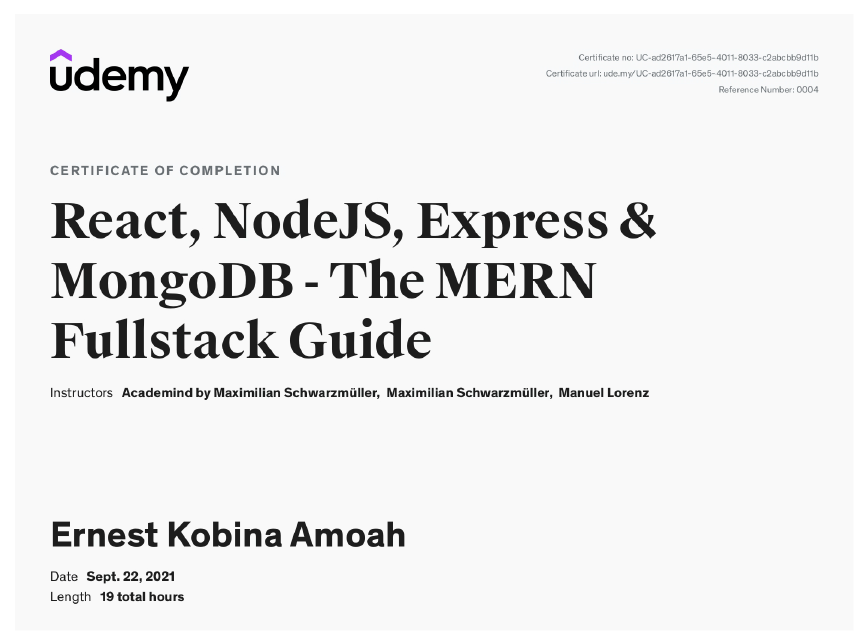 udemy
Certificate no: UC-ad2617a1-65e5-4011-8033-c2abcbb9d11b
Certificate url: ude.my/UC-ad2617a1-65e5-4011-8033-c2abcbb9d11b
Reference Number: 0004
CERTIFICATE OF COMPLETION
React, NodeJS, Express &
MongoDB - The MERN
Fullstack Guide
Instructors Academind by Maximilian Schwarzmüller, Maximilian Schwarzmüller, Manuel Lorenz
Ernest Kobina Amoah
Date Sept. 22, 2021
Length 19 total hours